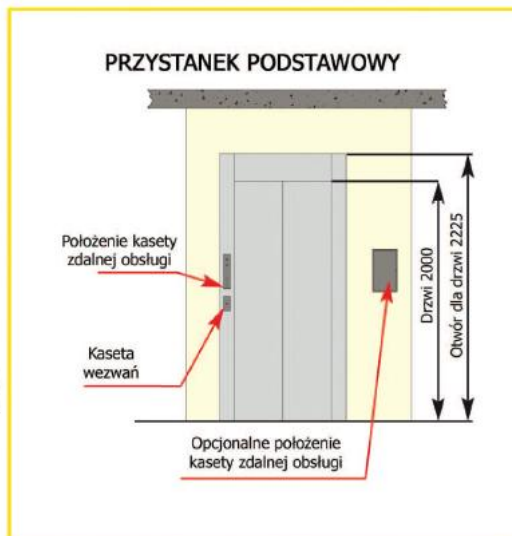 PRZYSTANEK PODSTAWOWY
Położenie kasety
zdalnej obsługi
Kaseta
wezwań
Drzwi 2000
Otwór dla drzwi 2225
Opcjonalne położenie
kasety zdalnej obsługi